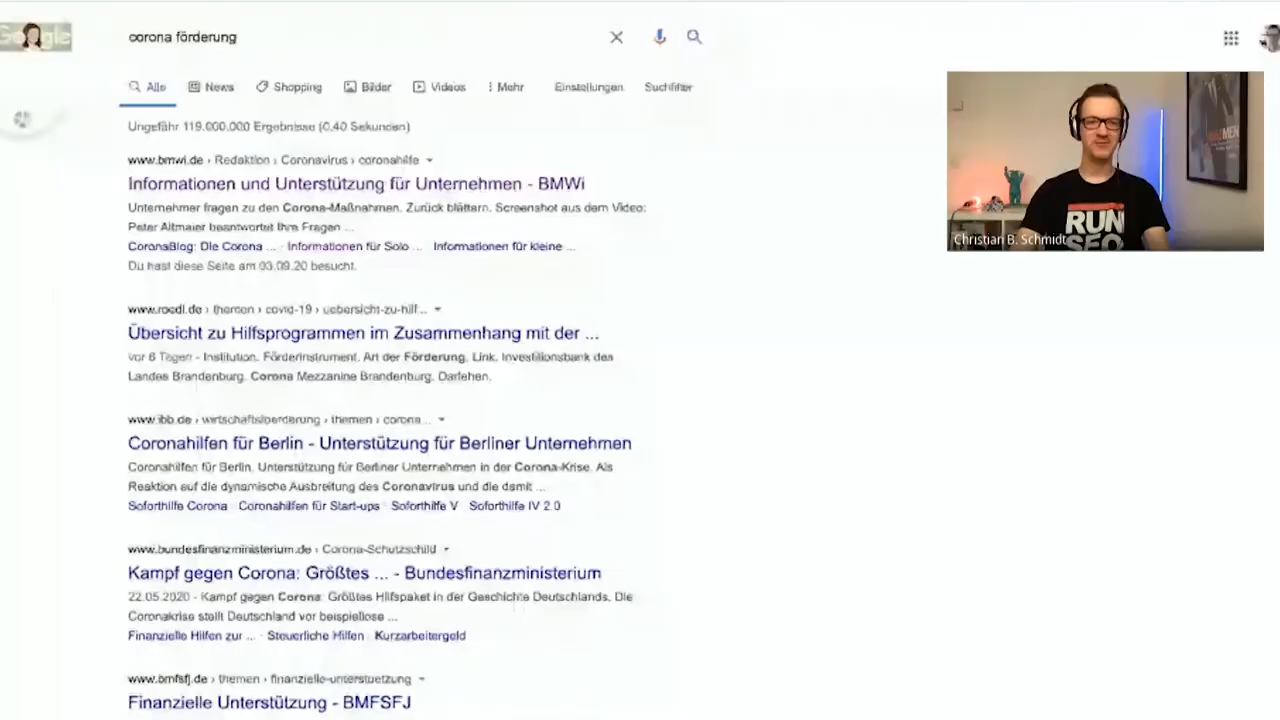 Google
corona förderung
Alle News Shopping Bilder Videos Mehr Einstellungen Suchfilter
Ungefähr 119.000.000 Ergebnisse (0,40 Sekunden)
www.bmwi.de › Redaktion › Coronavirus › coronahilfe
Informationen und Unterstützung für Unternehmen - BMWi
Unternehmer fragen zu den Corona-Maßnahmen. Zurück blättern. Screenshot aus dem Video:
Peter Altmaier beantwortet Ihre Fragen ...
CoronaBlog: Die Corona ... · Informationen für Solo ... · Informationen für kleine ...
Du hast diese Seite am 03.09.20 besucht.
www.roedl.de › themen › covid-19 › uebersicht-zu-hilf...
Übersicht zu Hilfsprogrammen im Zusammenhang mit der ...
vor 6 Tagen - Institution. Förderinstrument. Art der Förderung. Link. Investitionsbank des
Landes Brandenburg. Corona Mezzanine Brandenburg. Darlehen.
www.ibb.de › wirtschaftsfoerderung › themen › corona...
Coronahilfen für Berlin - Unterstützung für Berliner Unternehmen
Coronahilfen für Berlin. Unterstützung für Berliner Unternehmen in der Corona-Krise. Als
Reaktion auf die dynamische Ausbreitung des Coronavirus und die damit ...
Soforthilfe Corona · Coronahilfen für Start-ups · Soforthilfe V · Soforthilfe IV 2.0
www.bundesfinanzministerium.de › Corona-Schutzschild
Kampf gegen Corona: Größtes ... - Bundesfinanzministerium
22.05.2020 - Kampf gegen Corona: Größtes Hilfspaket in der Geschichte Deutschlands. Die
Coronakrise stellt Deutschland vor beispiellose ...
Finanzielle Hilfen zur ... · Steuerliche Hilfen · Kurzarbeitergeld
www.bmfsfj.de › themen › finanzielle-unterstuetzung
Finanzielle Unterstützung - BMFSFJ
RUN
SEO
MEN
Christian B. Schmidt